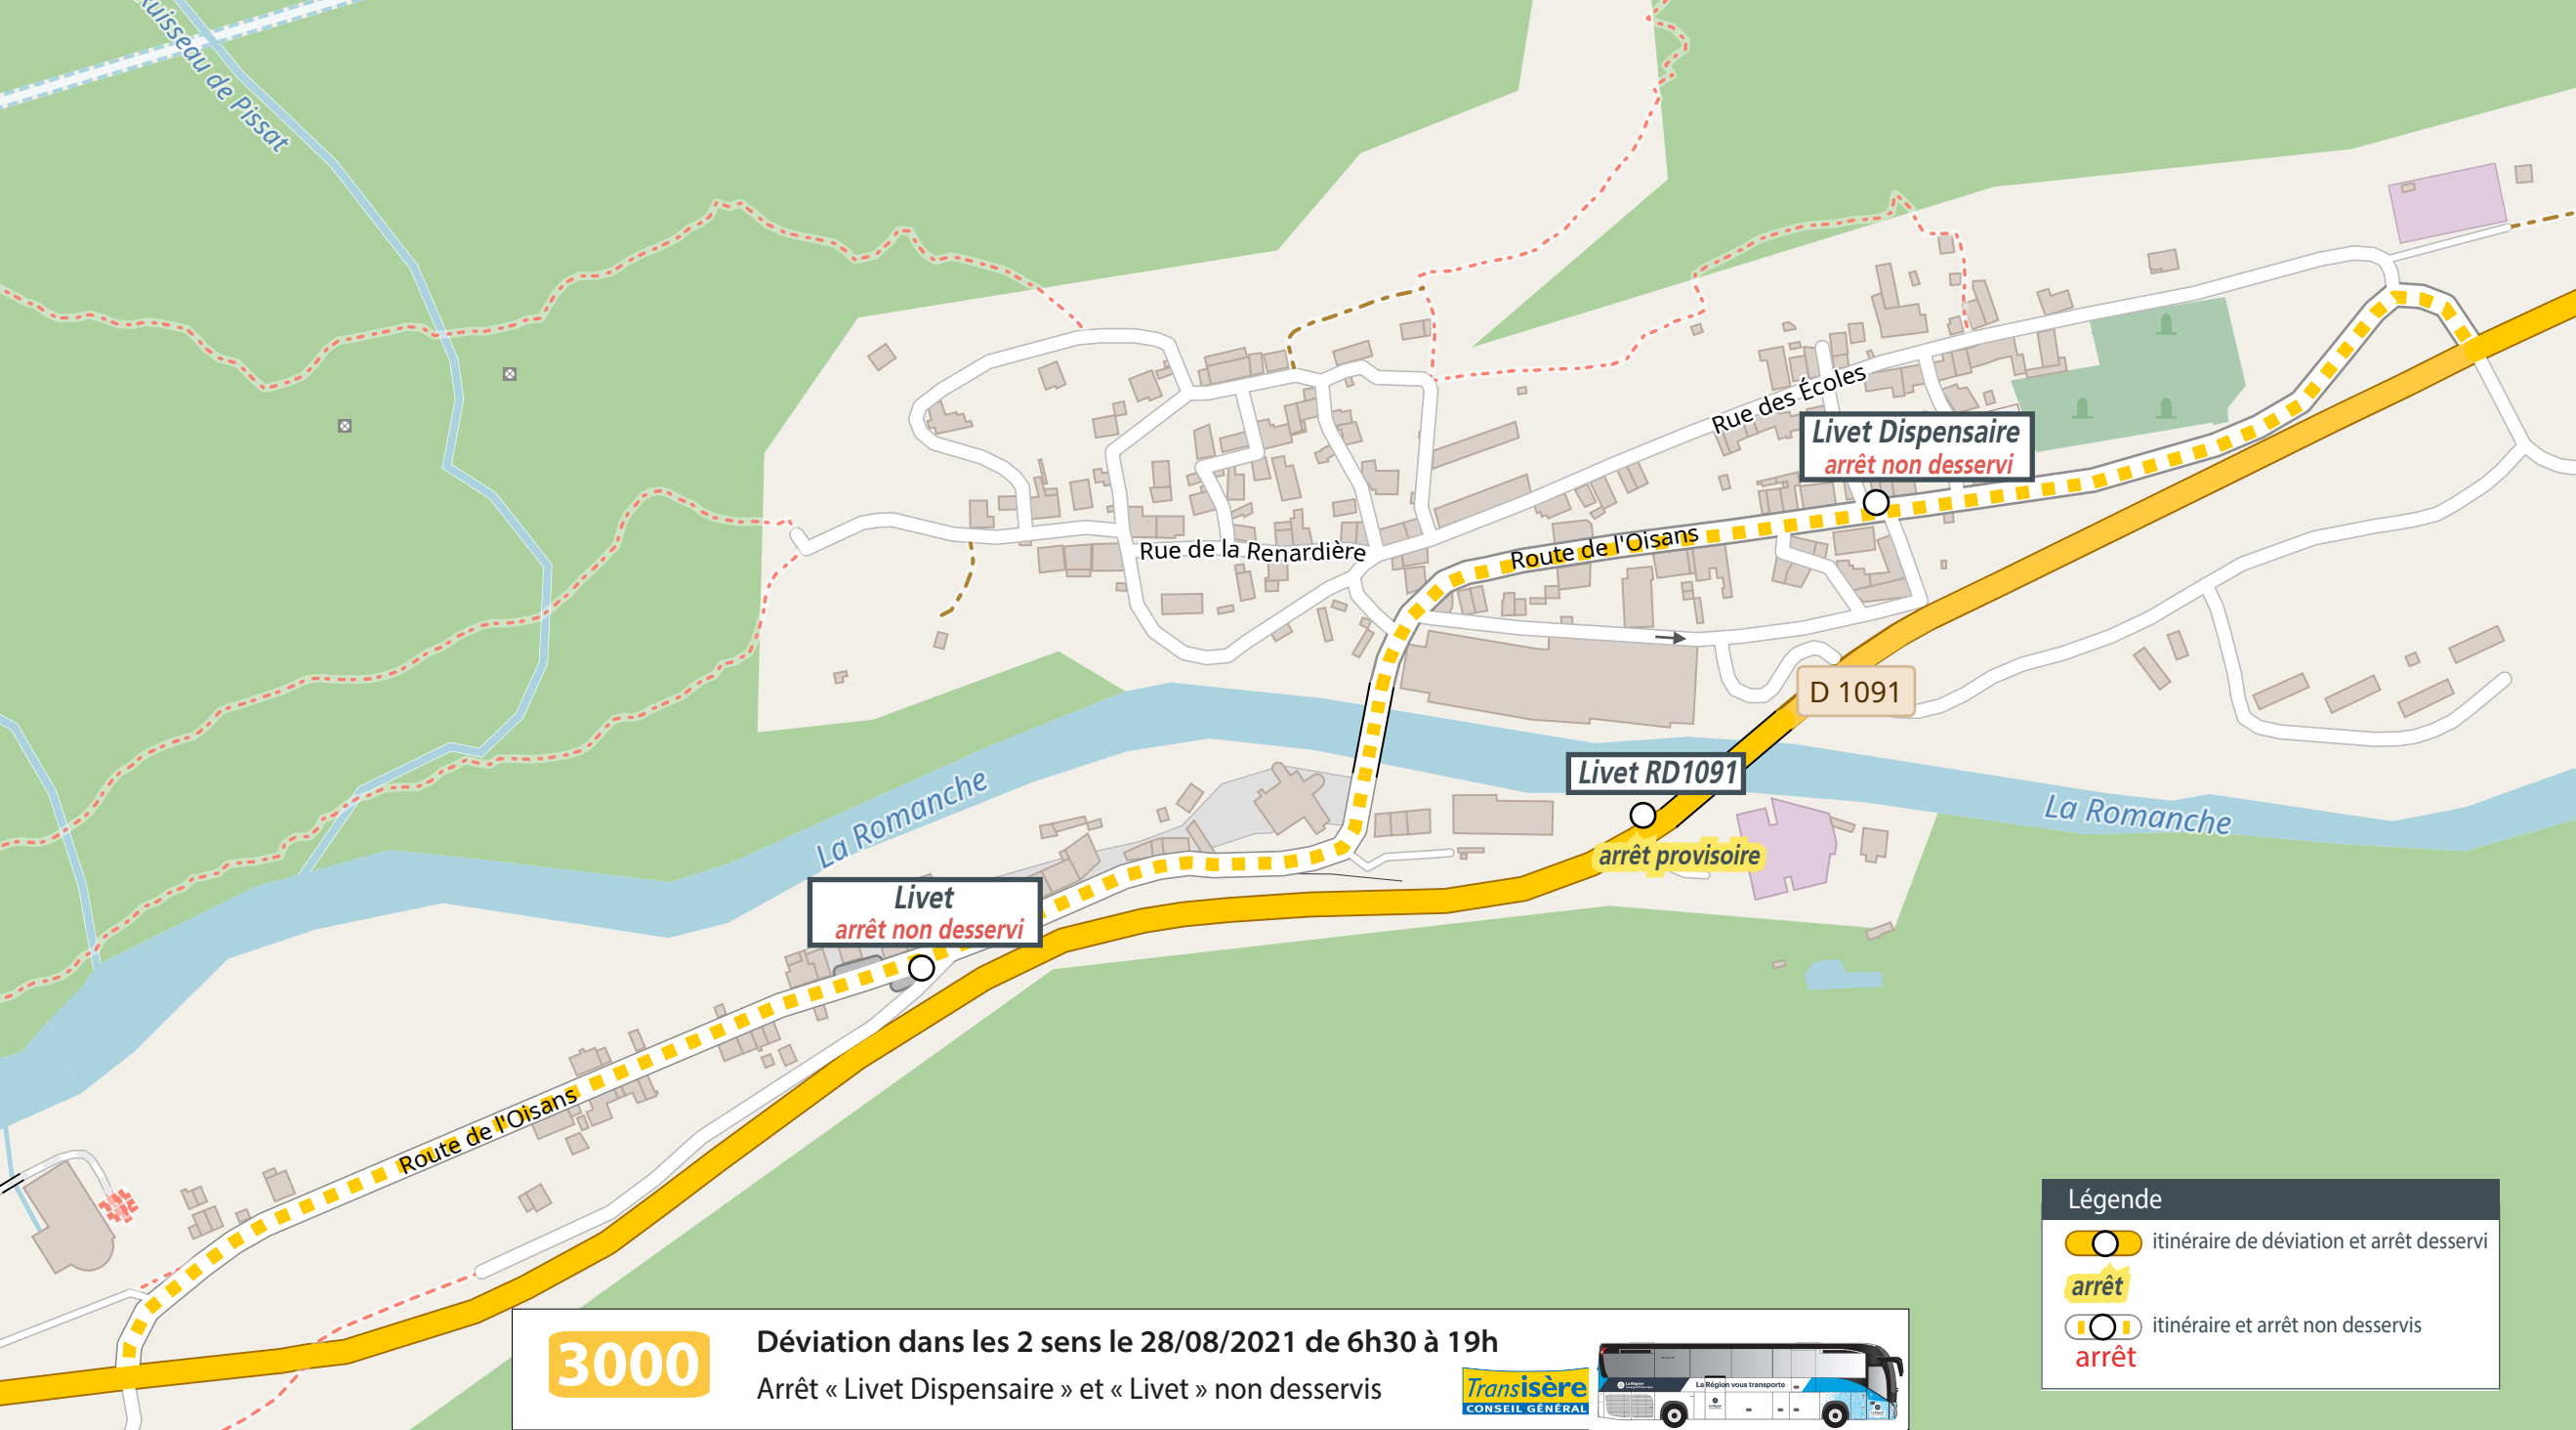 Ruisseau de Pissat
Rue des Écoles
Livet Dispensaire
arrêt non desservi
Route de l'Oisans
Rue de la Renardière
D 1091
Livet RD1091
arrêt provisoire
La Romanche
La Romanche
Livet
arrêt non desservi
Route de l'Oisans
Légende
itinéraire de déviation et arrêt desservi
arrêt
itinéraire et arrêt non desservis
arrêt
3000
Déviation dans les 2 sens le 28/08/2021 de 6h30 à 19h
Arrêt « Livet Dispensaire » et « Livet » non desservis
Transisère
CONSEIL GÉNÉRAL
La Région
La Région vous transporte